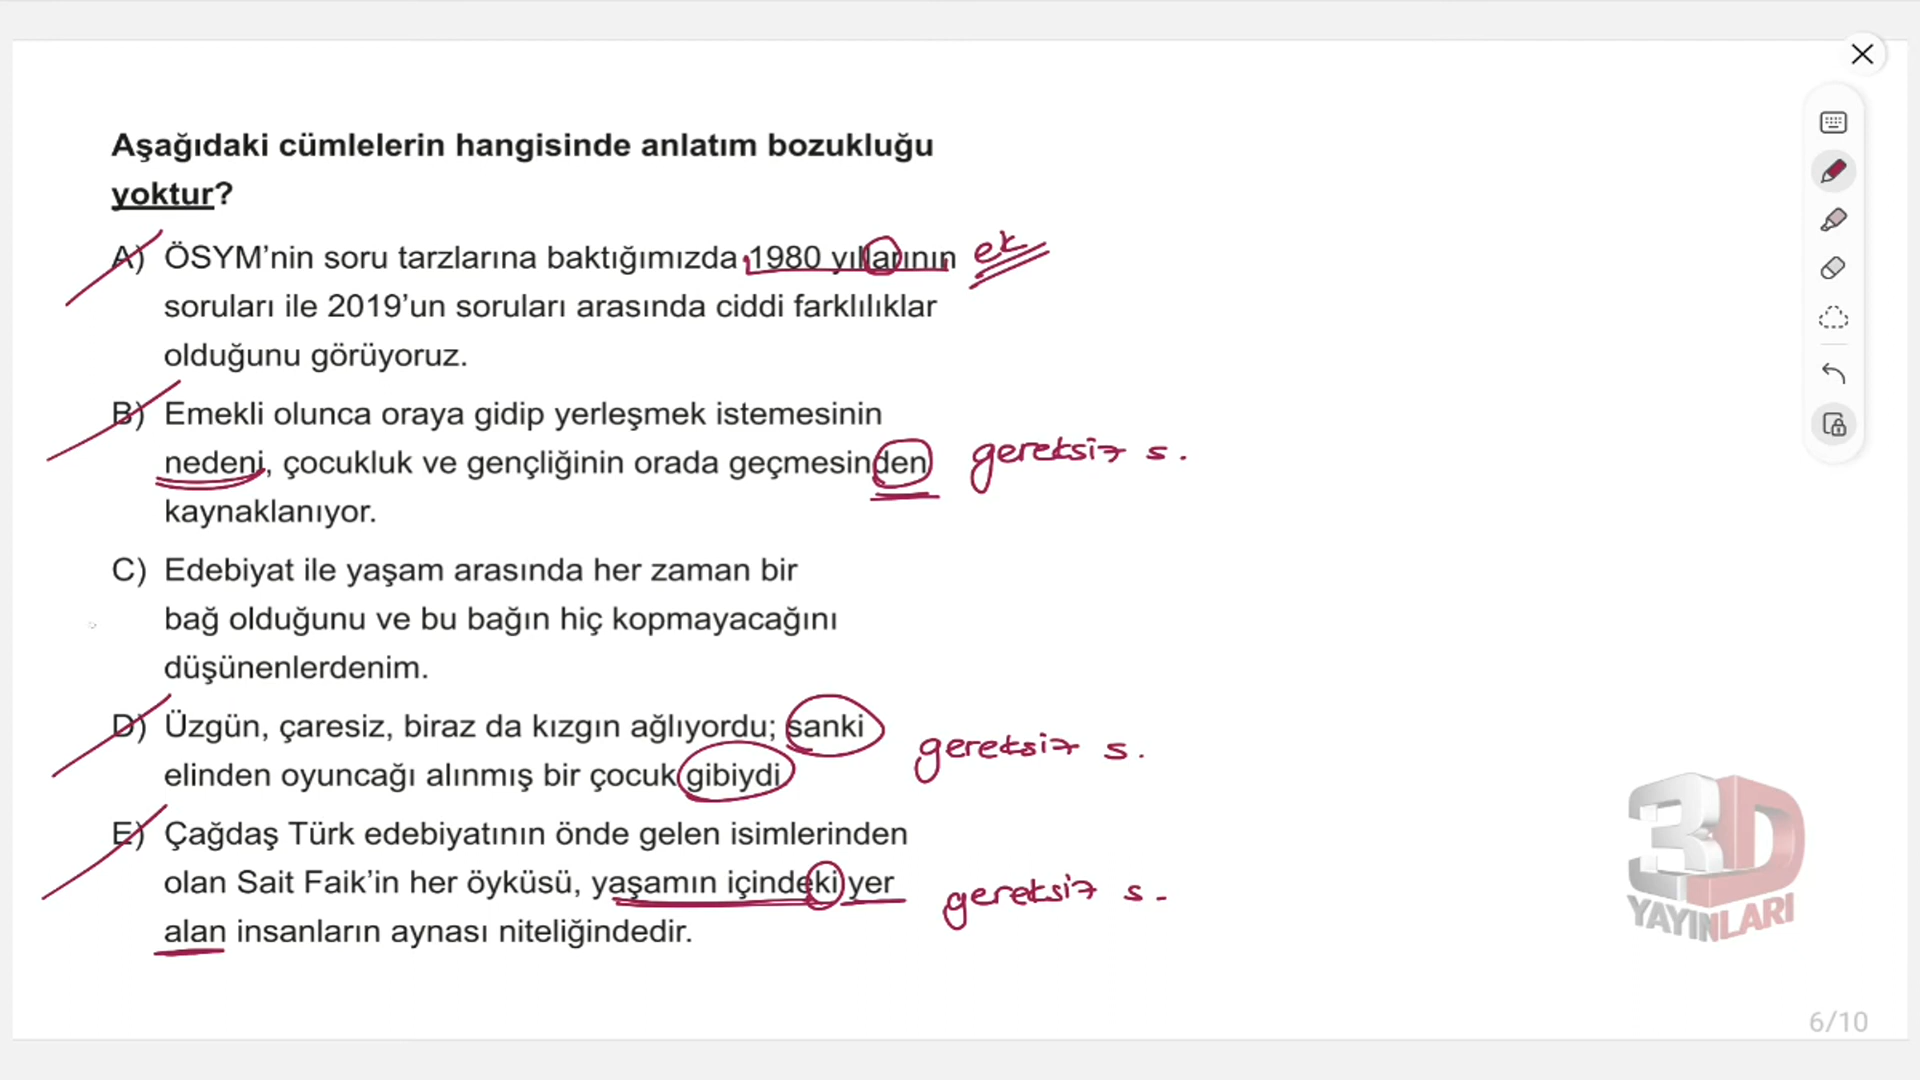 Aşağıdaki cümlelerin hangisinde anlatım bozukluğu
yoktur?
A) ÖSYM'nin soru tarzlarına baktığımızda 1980 yıllarının ek
soruları ile 2019'un soruları arasında ciddi farklılıklar
olduğunu görüyoruz.
B) Emekli olunca oraya gidip yerleşmek istemesinin
nedeni, çocukluk ve gençliğinin orada geçmesinden gereksiz s.
kaynaklanıyor.
C) Edebiyat ile yaşam arasında her zaman bir
bağ olduğunu ve bu bağın hiç kopmayacağını
düşünenlerdenim.
D) Üzgün, çaresiz, biraz da kızgın ağlıyordu; sanki
elinden oyuncağı alınmış bir çocuk gibiydi. gereksiz s.
E) Çağdaş Türk edebiyatının önde gelen isimlerinden
olan Sait Faik'in her öyküsü, yaşamın içindeki yer gereksiz s.
alan insanların aynası niteliğindedir.
3D
YAYINLARI
6/10